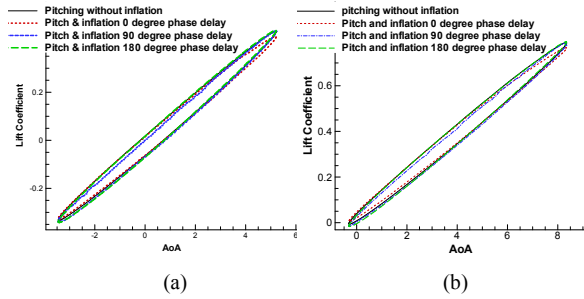 Pitching without inflation
Pitch & inflation 0 degree phase delay
Pitch & inflation 90 degree phase delay
Pitch & inflation 180 degree phase delay
Lift Coefficient
0.2
0
-0.2
-2
0
2
4
6
AoA
(a)
pitching without inflation
Pitch and inflation 0 degree phase delay
Pitch and inflation 90 degree phase delay
Pitch and inflation 180 degree phase delay
Lift Coefficient
0.6
0.4
0.2
0
0
2
4
6
8
AoA
(b)